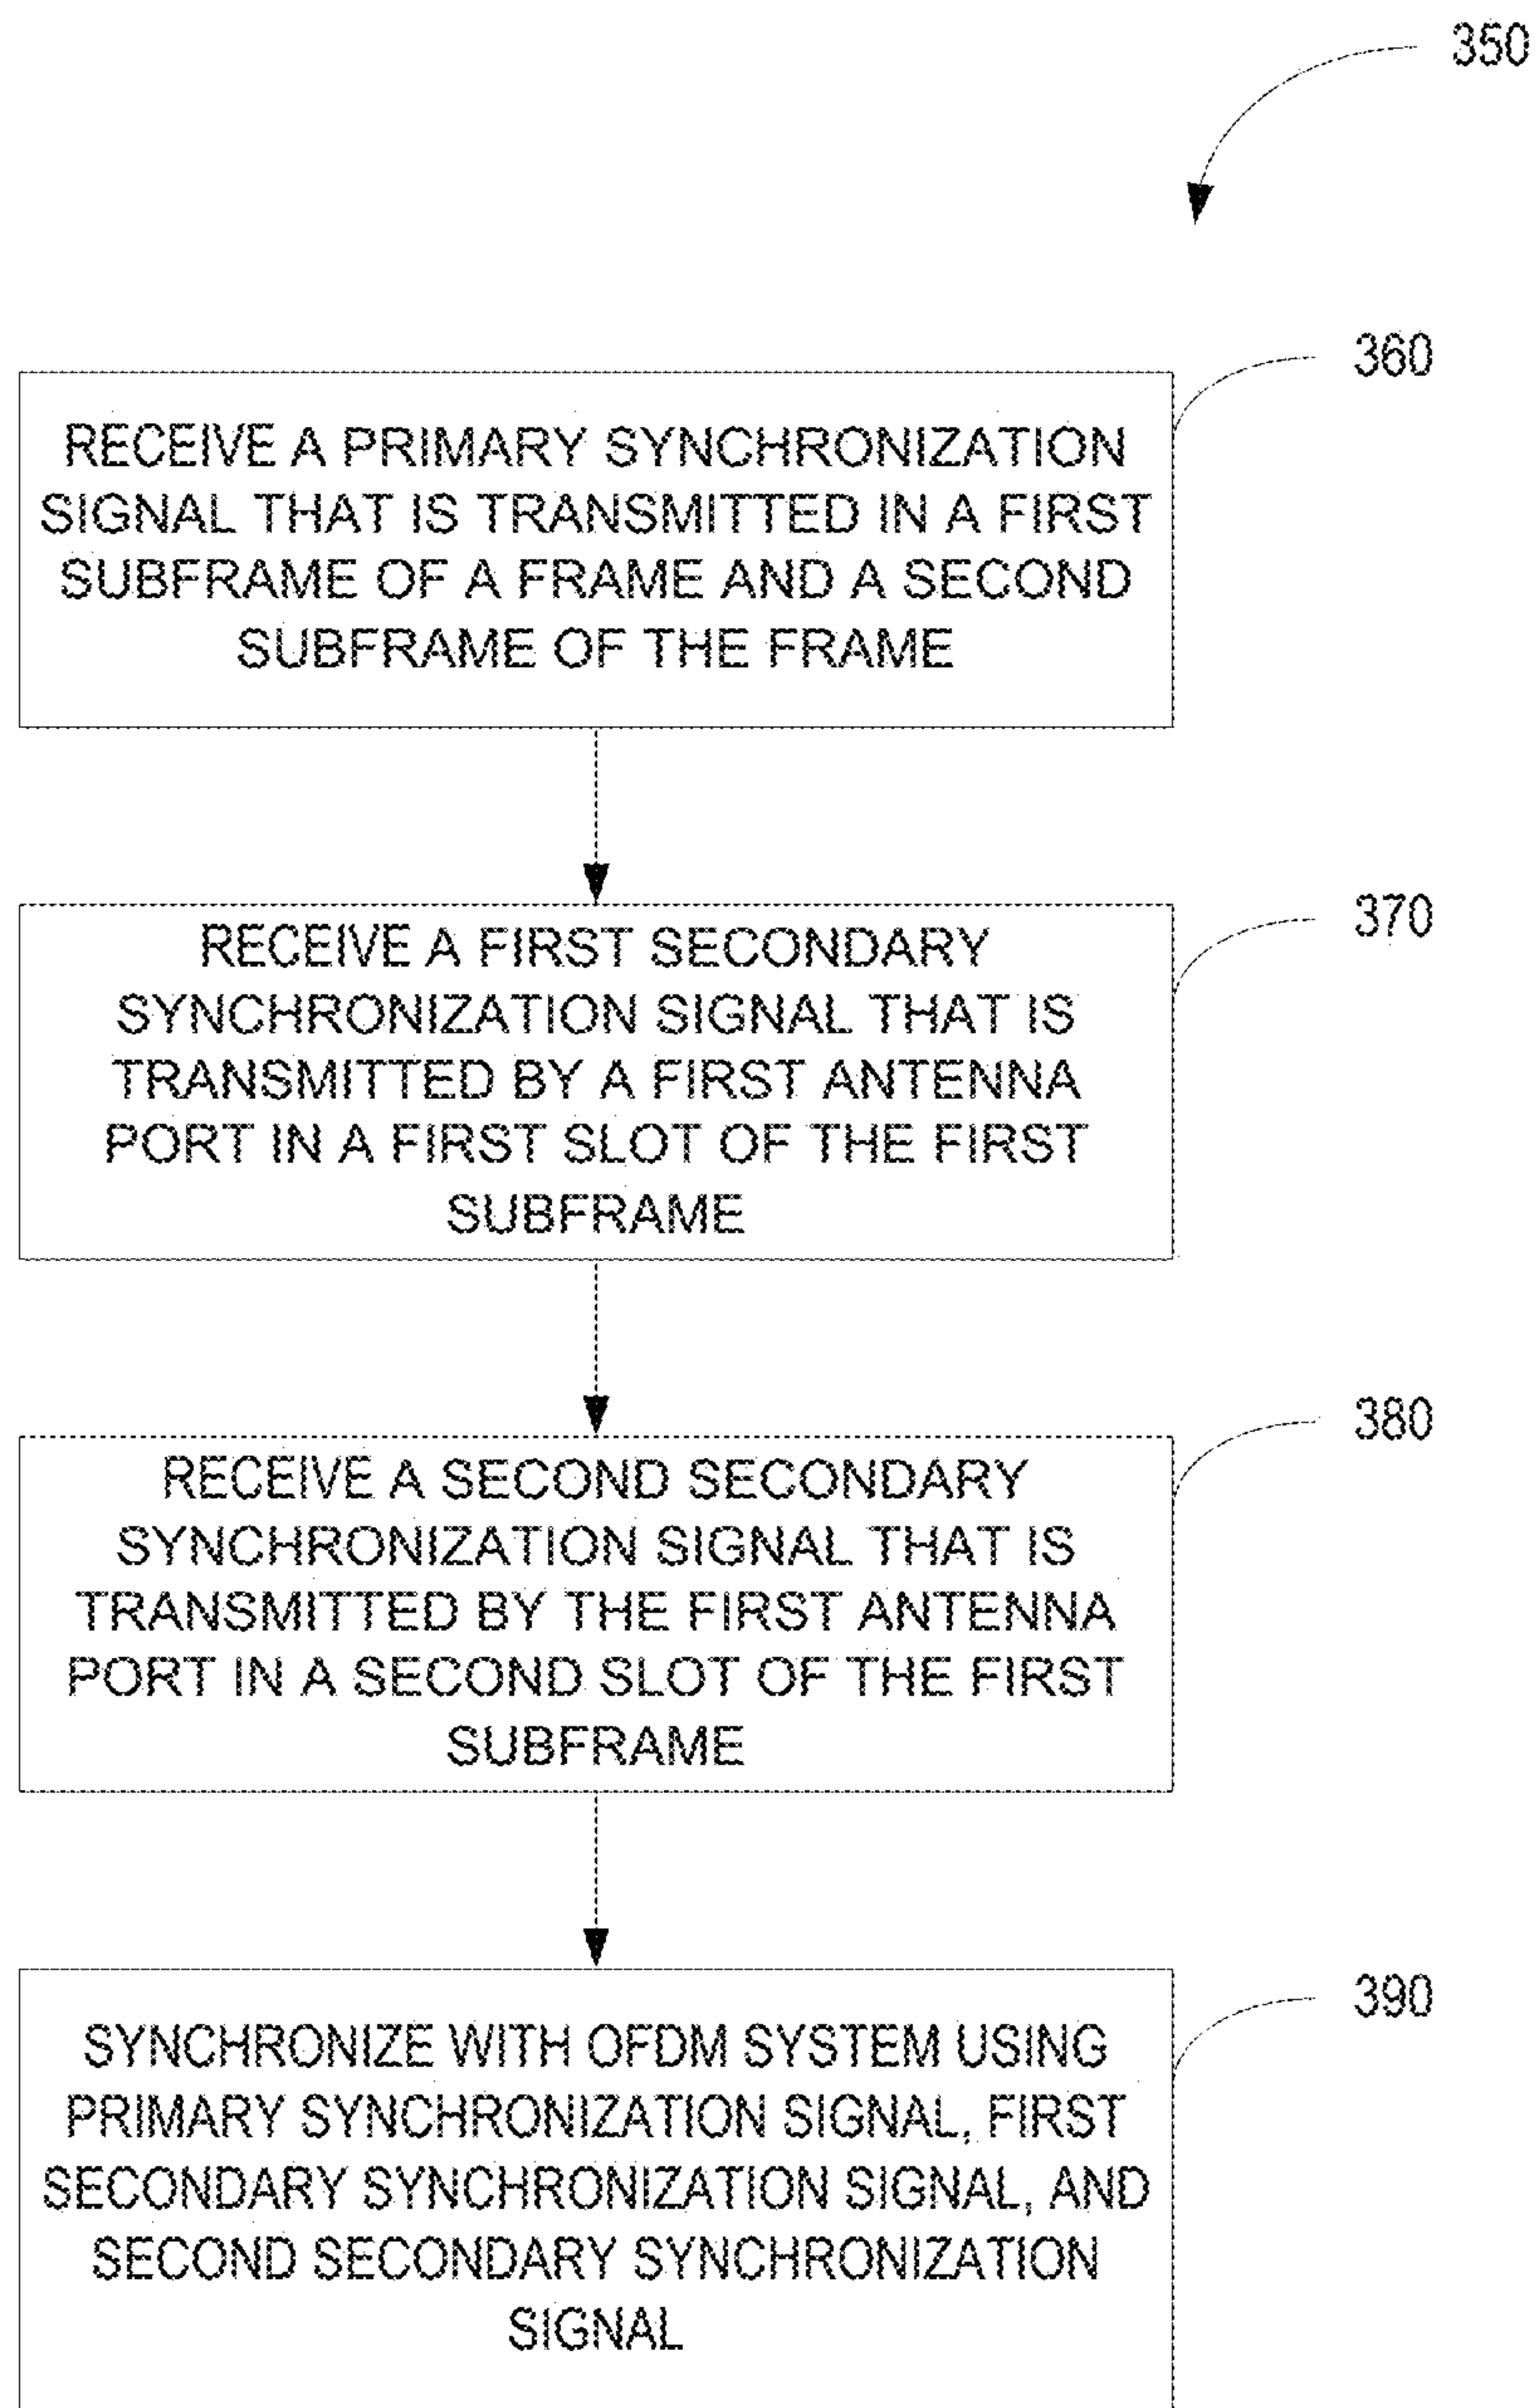 350
360
RECEIVE A PRIMARY SYNCHRONIZATION
SIGNAL THAT IS TRANSMITTED IN A FIRST
SUBFRAME OF A FRAME AND A SECOND
SUBFRAME OF THE FRAME
370
RECEIVE A FIRST SECONDARY
SYNCHRONIZATION SIGNAL THAT IS
TRANSMITTED BY A FIRST ANTENNA
PORT IN A FIRST SLOT OF THE FIRST
SUBFRAME
380
RECEIVE A SECOND SECONDARY
SYNCHRONIZATION SIGNAL THAT IS
TRANSMITTED BY THE FIRST ANTENNA
PORT IN A SECOND SLOT OF THE FIRST
SUBFRAME
390
SYNCHRONIZE WITH OFDM SYSTEM USING
PRIMARY SYNCHRONIZATION SIGNAL, FIRST
SECONDARY SYNCHRONIZATION SIGNAL, AND
SECOND SECONDARY SYNCHRONIZATION
SIGNAL